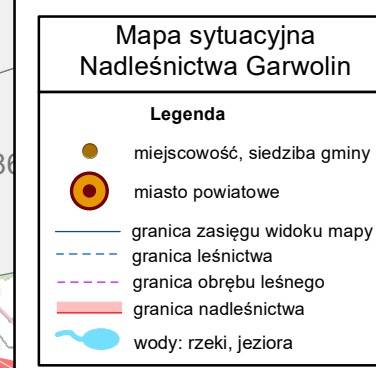 Mapa sytuacyjna
Nadleśnictwa Garwolin
Legenda
miejscowość, siedziba gminy
miasto powiatowe
granica zasięgu widoku mapy
granica leśnictwa
granica obrębu leśnego
granica nadleśnictwa
wody: rzeki, jeziora